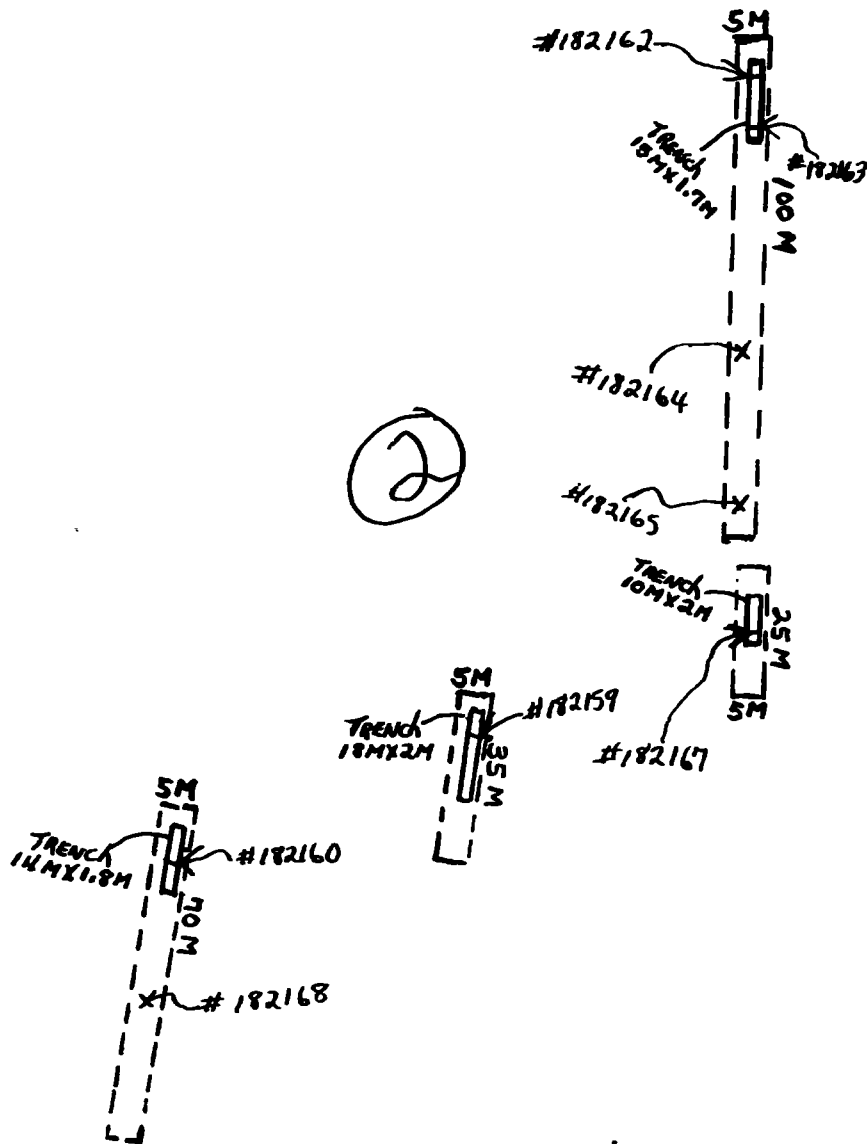 5M
#182162
TRENCH
15MX1.7M
#182163
100M
#182164
2
#182165
TRENCH
10MX2M
25M
5M
#182167
5M
TRENCH
18MX2M
#182159
35M
5M
TRENCH
14MX1.8M
#182160
70M
#182168